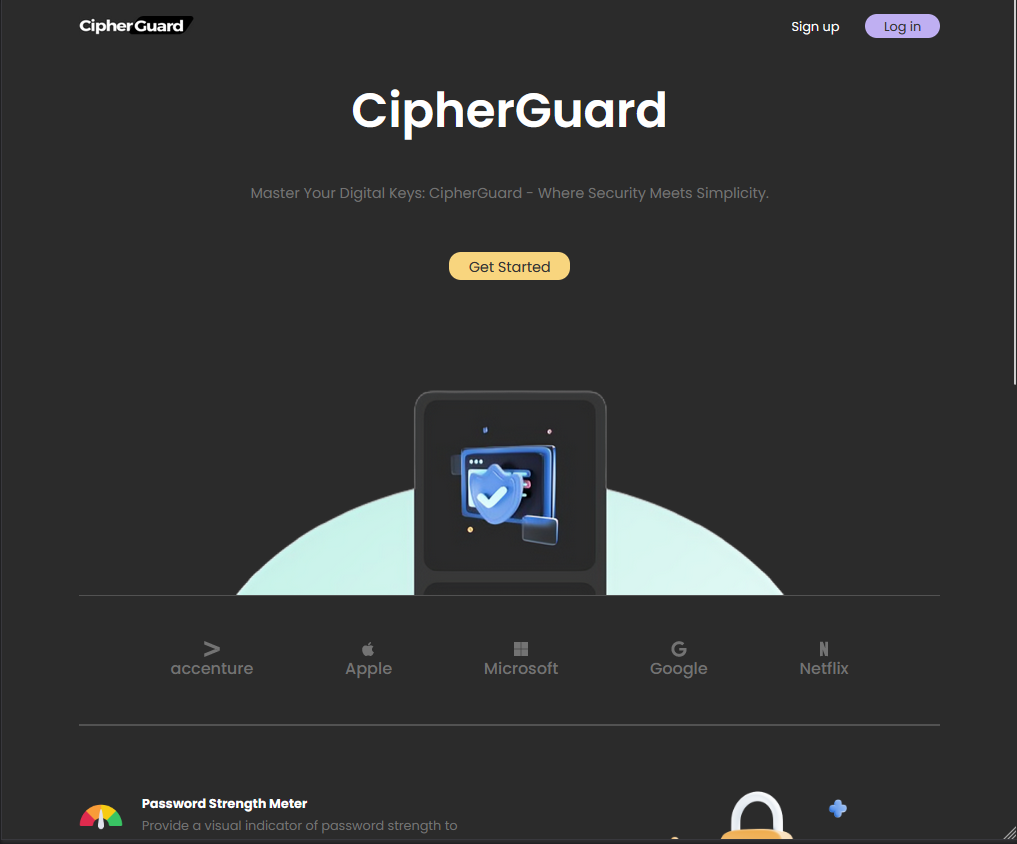 CipherGuard
Sign up
Log in
CipherGuard
Master Your Digital Keys: CipherGuard - Where Security Meets Simplicity.
Get Started
accenture
Apple
Microsoft
Google
Netflix
Password Strength Meter
Provide a visual indicator of password strength to